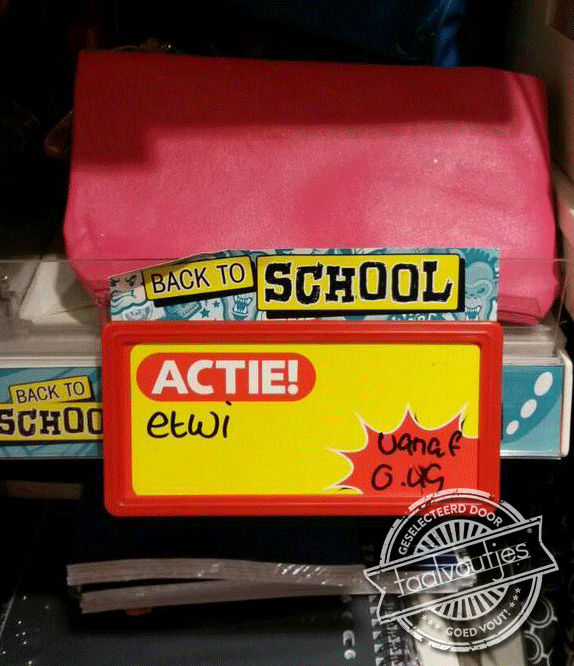 BACK TO SCHOOL
BACK TO
SCHOO
ACTIE!
etwi
vanaf
0.49
GESELECTEERD DOOR
taalvoutjes
GOED VOUT!